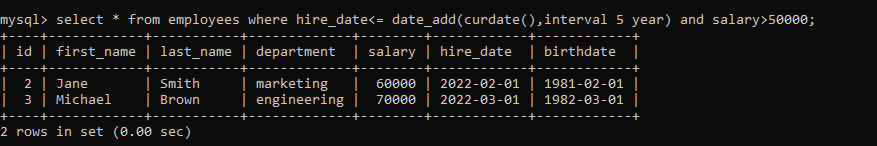 mysql> select * from employees where hire_date<= date_add(curdate(),interval 5 year) and salary>50000;
+----+------------+-----------+-------------+--------+------------+------------+
| id | first_name | last_name | department  | salary | hire_date  | birthdate  |
+----+------------+-----------+-------------+--------+------------+------------+
|  2 | Jane       | Smith     | marketing   |  60000 | 2022-02-01 | 1981-02-01 |
|  3 | Michael    | Brown     | engineering |  70000 | 2022-03-01 | 1982-03-01 |
+----+------------+-----------+-------------+--------+------------+------------+
2 rows in set (0.00 sec)